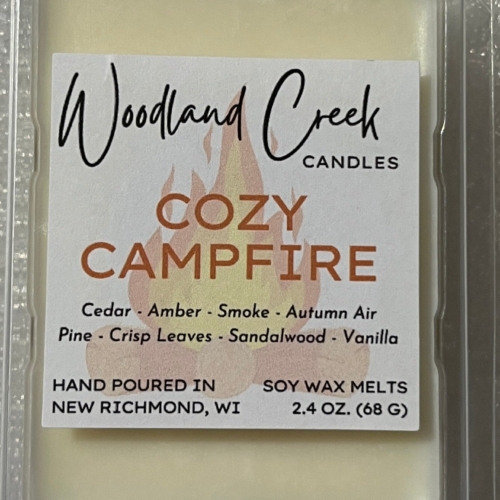 Woodland Creek
CANDLES
COZY
CAMPFIRE
Cedar - Amber - Smoke - Autumn Air
Pine - Crisp Leaves - Sandalwood - Vanilla
HAND POURED IN SOY WAX MELTS
NEW RICHMOND, WI 2.4 OZ. (68 G)